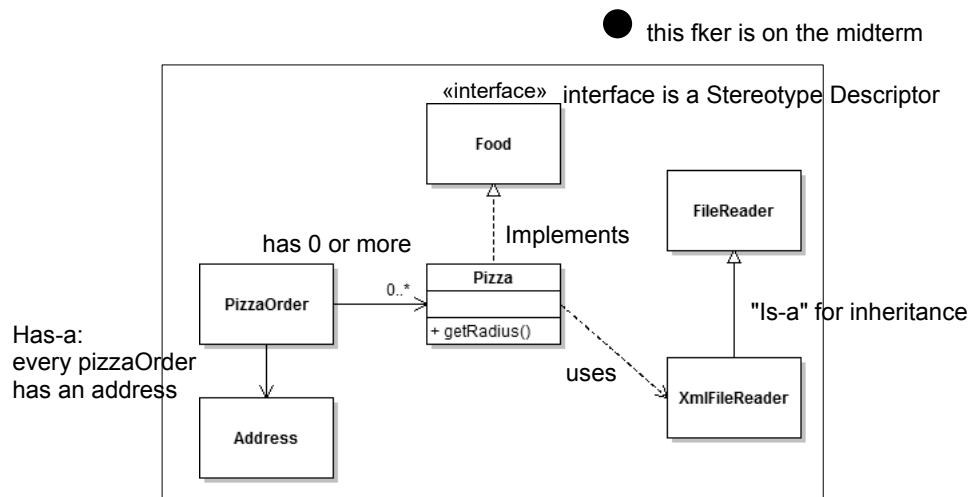 this fker is on the midterm
«interface»
interface is a Stereotype Descriptor
Food
FileReader
Implements
has 0 or more
Pizza
0..*
PizzaOrder
+ getRadius()
"Is-a" for inheritance
Has-a:
every pizzaOrder
has an address
uses
XmlFileReader
Address